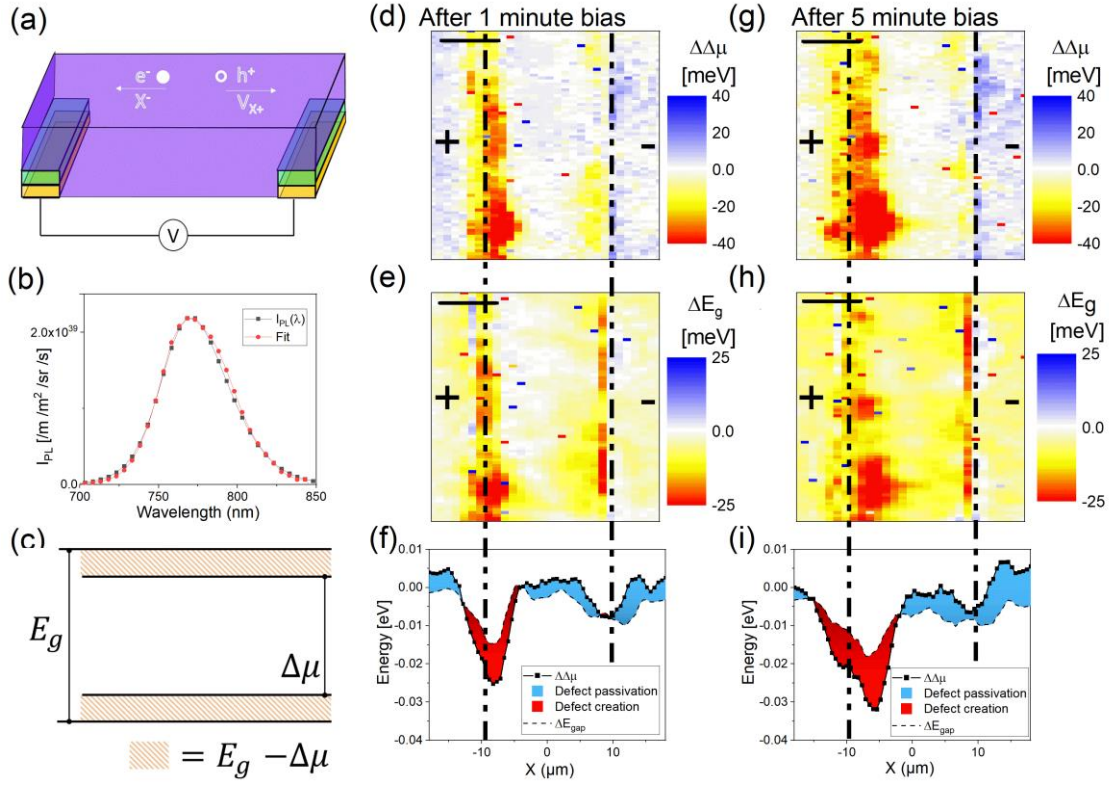 (a)
e⁻
X⁻
h⁺
V_X+
V
(b)
I_PL [/m /m² /sr /s]
2.0x10³⁹
0.0
I_PL(λ)
Fit
700 750 800 850
Wavelength (nm)
(c)
E_g
Δμ
= E_g −Δμ
(d) After 1 minute bias
+
-
ΔΔμ
[meV]
40
20
0
-20
-40
(e)
+
-
ΔE_g
[meV]
25
0.0
-25
(f)
Energy [eV]
0.01
0.00
-0.01
-0.02
-0.03
-0.04
ΔΔμ
Defect passivation
Defect creation
ΔE_gap
-10 0 10
X (μm)
(g) After 5 minute bias
+
-
ΔΔμ
[meV]
40
20
0
-20
-40
(h)
+
-
ΔE_g
[meV]
25
0.0
-25
(i)
Energy [eV]
0.01
0.00
-0.01
-0.02
-0.03
-0.04
ΔΔμ
Defect passivation
Defect creation
ΔE_gap
-10 0 10
X (μm)